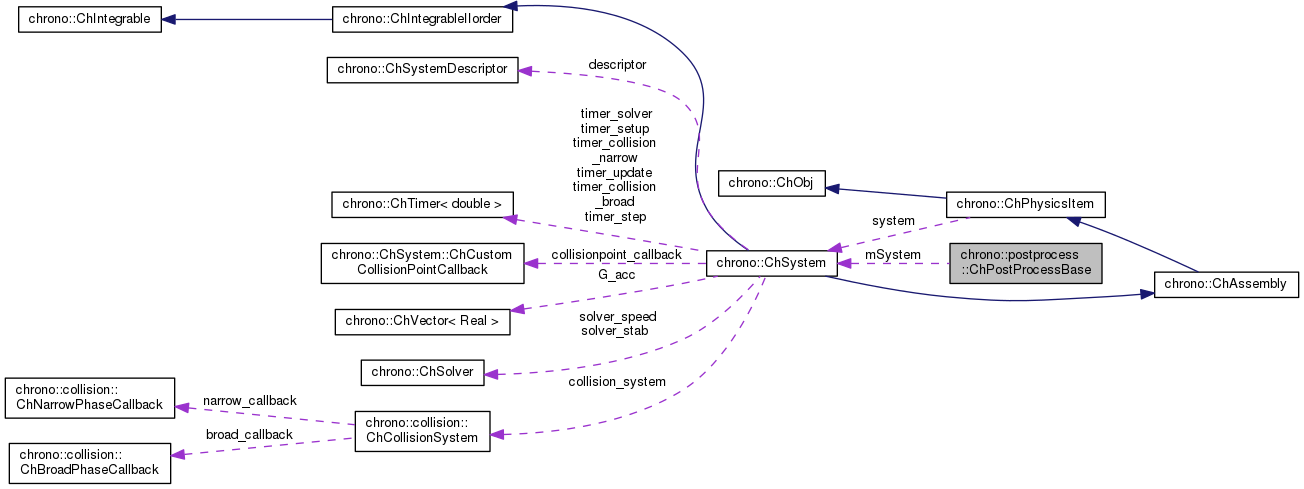 chrono::ChIntegrable
chrono::ChIntegrableIIorder
chrono::ChSystemDescriptor
descriptor
timer_solver
timer_setup
timer_collision
_narrow
timer_update
timer_collision
_broad
timer_step
chrono::ChTimer< double >
chrono::ChObj
chrono::ChPhysicsItem
system
chrono::ChSystem::ChCustom
CollisionPointCallback
collisionpoint_callback
chrono::ChSystem
mSystem
chrono::postprocess
::ChPostProcessBase
chrono::ChAssembly
G_acc
chrono::ChVector< Real >
solver_speed
solver_stab
chrono::ChSolver
collision_system
chrono::collision::
ChNarrowPhaseCallback
narrow_callback
chrono::collision::
ChCollisionSystem
broad_callback
chrono::collision::
ChBroadPhaseCallback